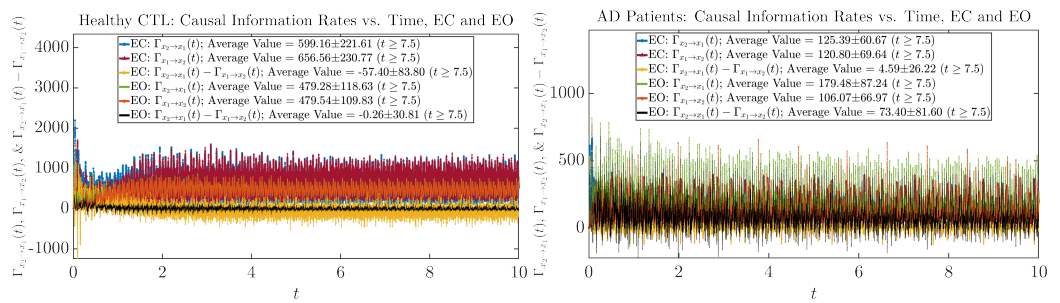 Healthy CTL: Causal Information Rates vs. Time, EC and EO
Γx₂→x₁(t), Γx₁→x₂(t), & Γx₂→x₁(t) − Γx₁→x₂(t)
4000
3000
2000
1000
0
-1000
EC: Γx₂→x₁(t); Average Value = 599.16±221.61 (t ≥ 7.5)
EC: Γx₁→x₂(t); Average Value = 656.56±230.77 (t ≥ 7.5)
EC: Γx₂→x₁(t) − Γx₁→x₂(t); Average Value = -57.40±83.80 (t ≥ 7.5)
EO: Γx₂→x₁(t); Average Value = 479.28±118.63 (t ≥ 7.5)
EO: Γx₁→x₂(t); Average Value = 479.54±109.83 (t ≥ 7.5)
EO: Γx₂→x₁(t) − Γx₁→x₂(t); Average Value = -0.26±30.81 (t ≥ 7.5)
0 2 4 6 8 10
t
AD Patients: Causal Information Rates vs. Time, EC and EO
Γx₂→x₁(t), Γx₁→x₂(t), & Γx₂→x₁(t) − Γx₁→x₂(t)
1000
500
0
EC: Γx₂→x₁(t); Average Value = 125.39±60.67 (t ≥ 7.5)
EC: Γx₁→x₂(t); Average Value = 120.80±69.64 (t ≥ 7.5)
EC: Γx₂→x₁(t) − Γx₁→x₂(t); Average Value = 4.59±26.22 (t ≥ 7.5)
EO: Γx₂→x₁(t); Average Value = 179.48±87.24 (t ≥ 7.5)
EO: Γx₁→x₂(t); Average Value = 106.07±66.97 (t ≥ 7.5)
EO: Γx₂→x₁(t) − Γx₁→x₂(t); Average Value = 73.40±81.60 (t ≥ 7.5)
0 2 4 6 8 10
t